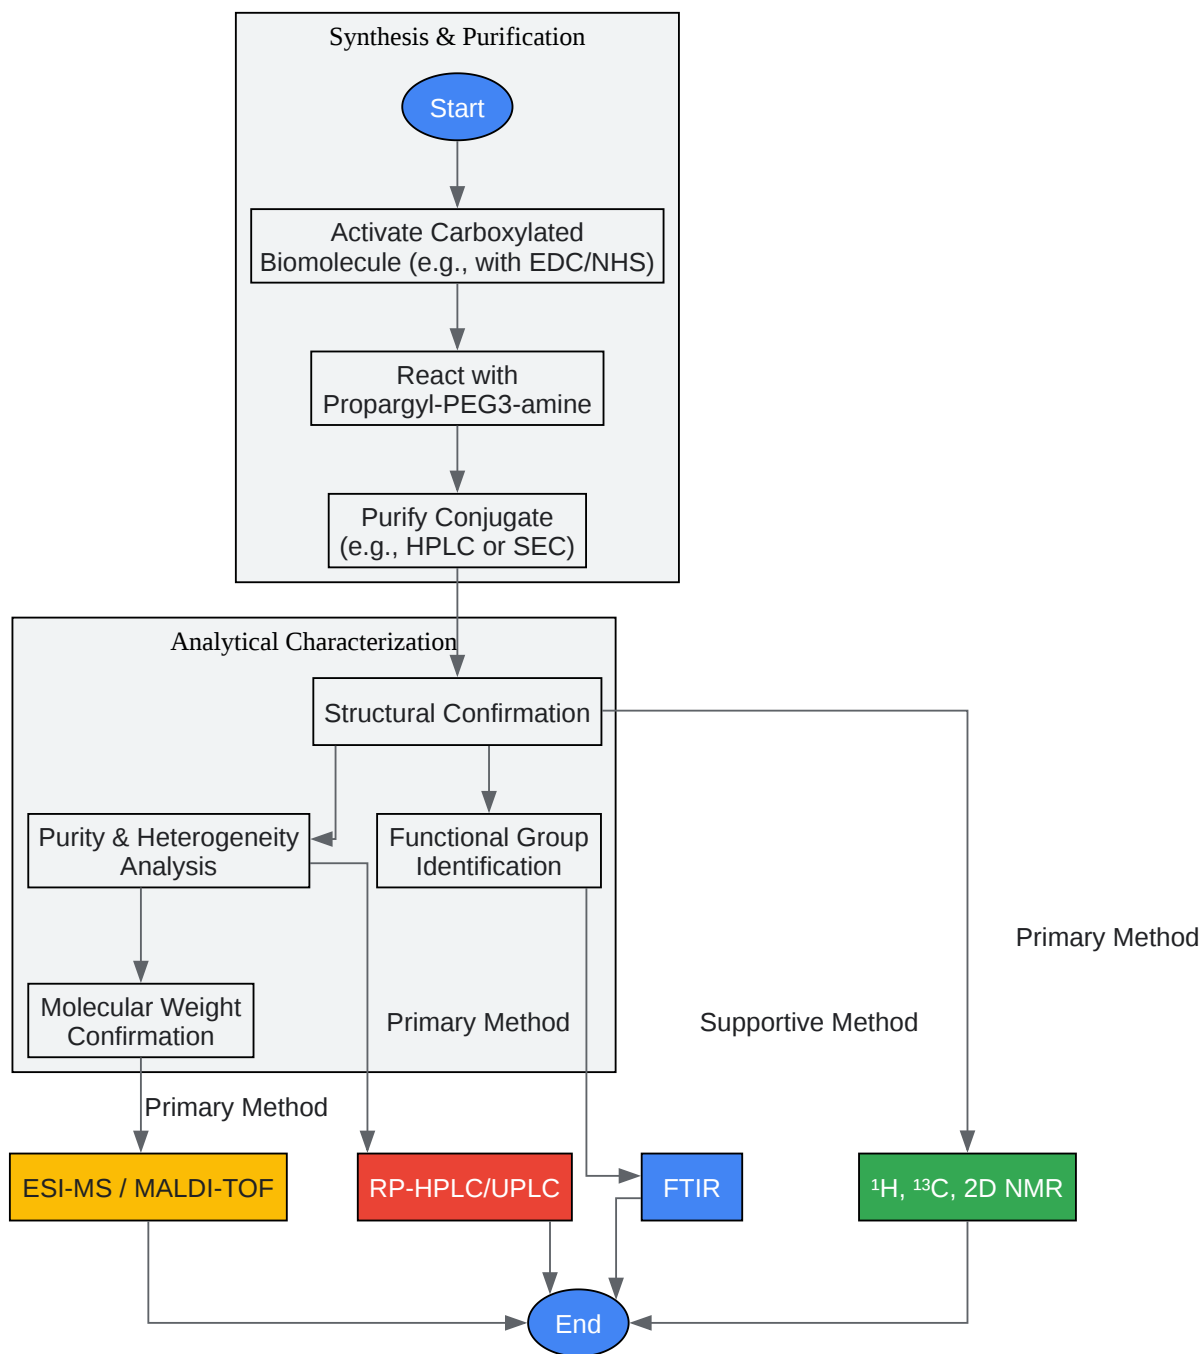 Synthesis & Purification
Start
Activate Carboxylated
Biomolecule (e.g., with EDC/NHS)
React with
Propargyl-PEG3-amine
Purify Conjugate
(e.g., HPLC or SEC)
Analytical Characterization
Structural Confirmation
Purity & Heterogeneity
Analysis
Functional Group
Identification
Primary Method
Molecular Weight
Confirmation
Primary Method
Supportive Method
Primary Method
ESI-MS / MALDI-TOF
RP-HPLC/UPLC
FTIR
¹H, ¹³C, 2D NMR
End